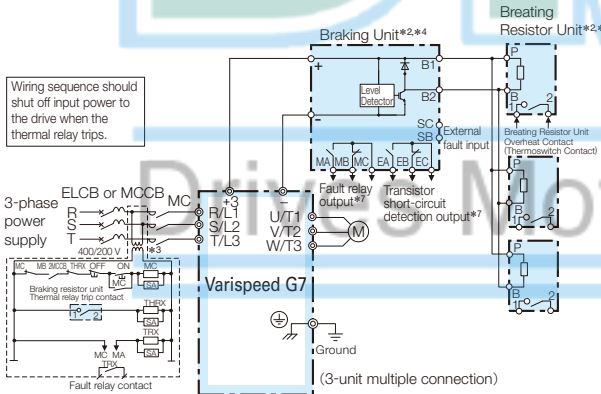 Breating
Resistor Unit*2,*
Braking Unit*2,*4
P
B
1 2
B1
B2
+
−
Level
Detector
SC
SB
External
fault input
Breating Resistor Unit
Overheat Contact
(Thermoswitch Contact)
MA MB MC EA EB EC
Fault relay
output*7
Transistor
short-circuit
detection output*7
Wiring sequence should
shut off input power to
the drive when the
thermal relay trips.
Drives Mot
P
B
1 2
P
B
1 2
3-phase
power
supply
ELCB or MCCB
MC
R
S
T
400/200 V
*3
+3
−
R/L1
S/L2
T/L3
U/T1
V/T2
W/T3
M
Varispeed G7
Ground
(3-unit multiple connection)
MC MB 2MCCB THRX OFF ON MC
MC
SA
Braking resistor unit
Thermal relay trip contact
1 2
THRX
SA
TRX
SA
MC MA
TRX
Fault relay contact